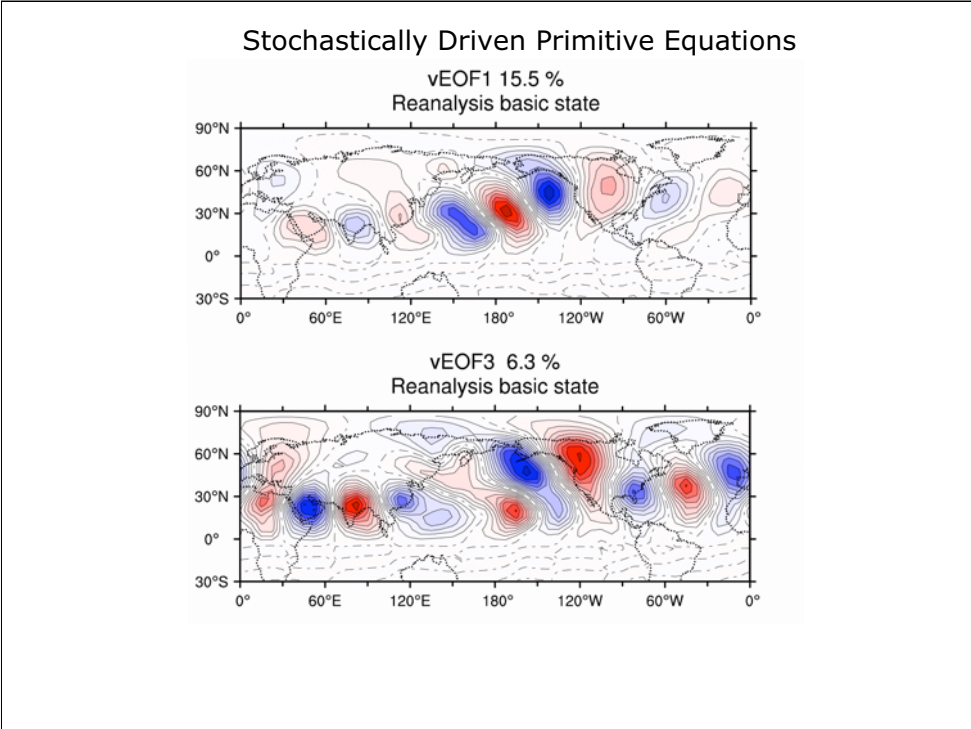 Stochastically Driven Primitive Equations
vEOF1 15.5 %
Reanalysis basic state
90°N
60°N
30°N
0°
30°S
0° 60°E 120°E 180° 120°W 60°W 0°
vEOF3 6.3 %
Reanalysis basic state
90°N
60°N
30°N
0°
30°S
0° 60°E 120°E 180° 120°W 60°W 0°